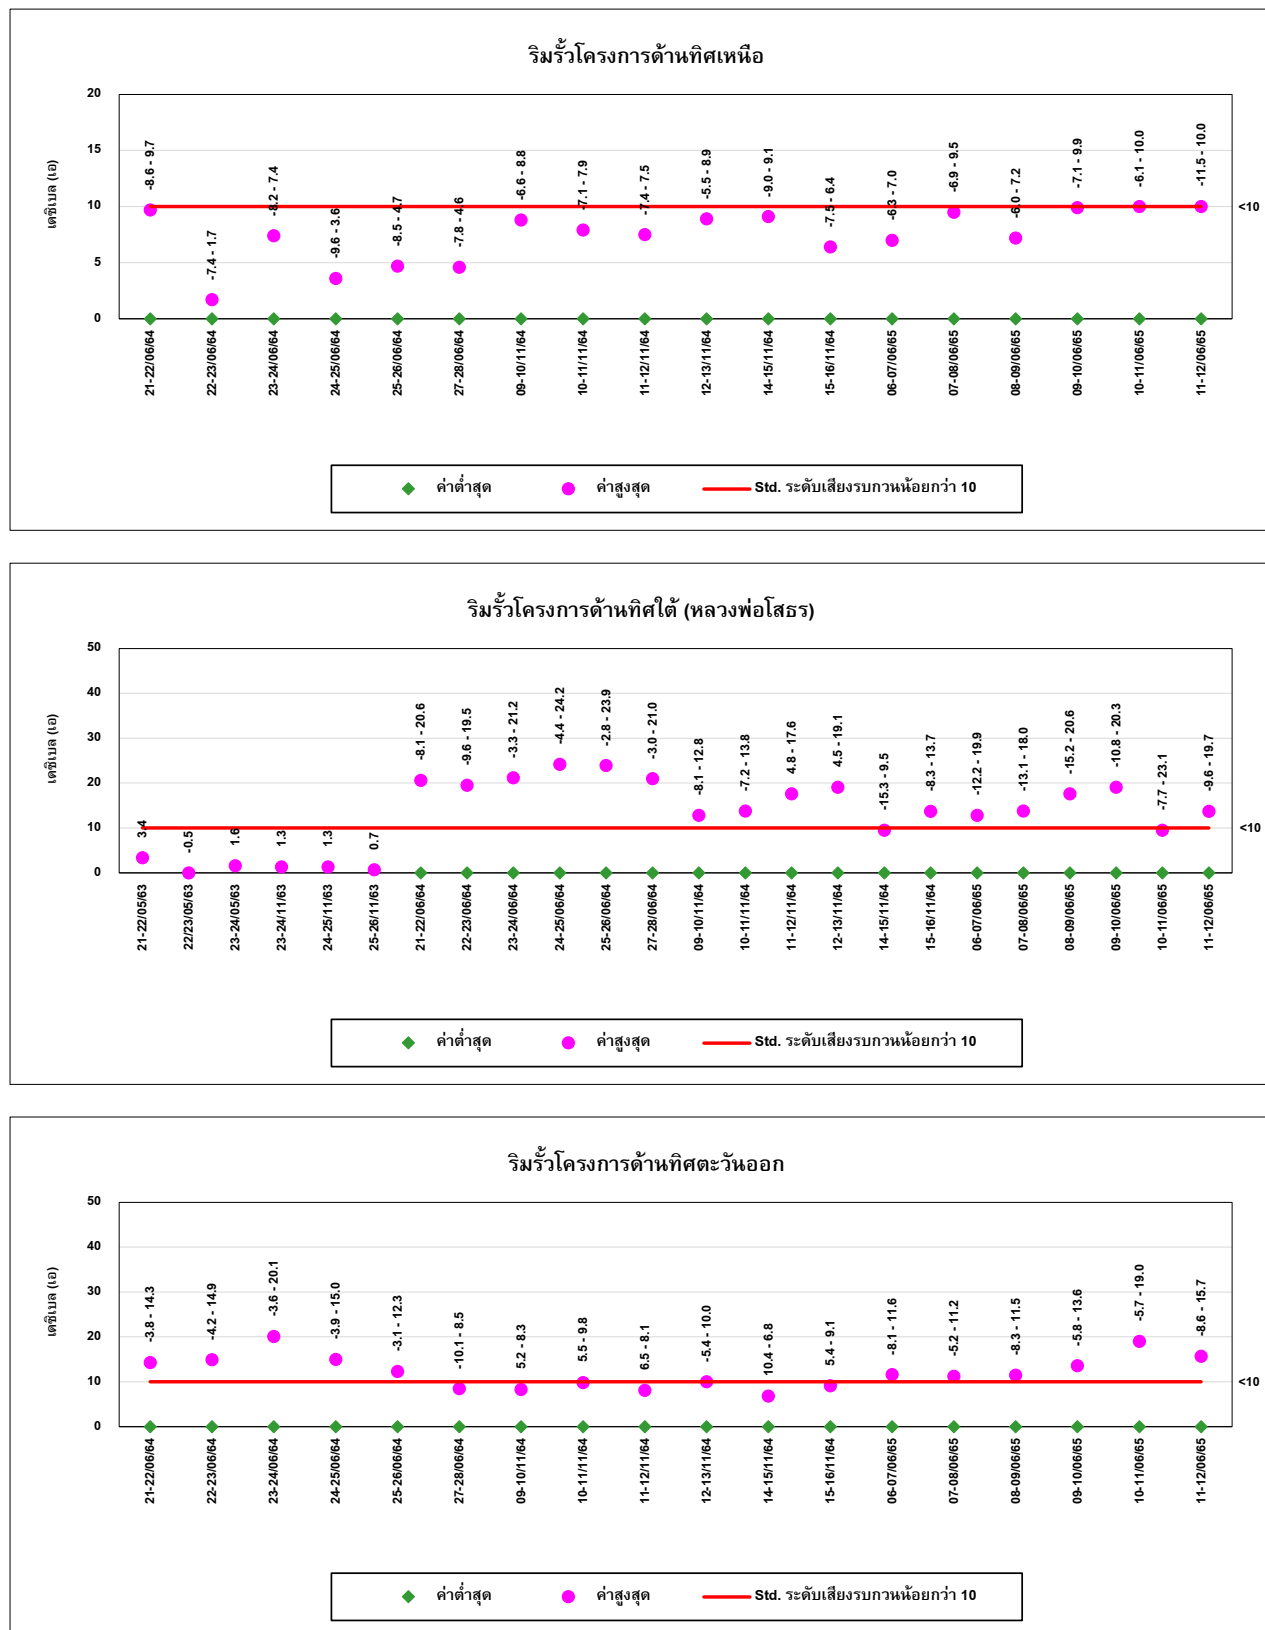 ริมรั้วโครงการด้านทิศเหนือ
เดซิเบล (เอ)
20
15
10
5
0
-8.6 - 9.7
-7.4 - 1.7
-8.2 - 7.4
-9.6 - 3.6
-8.5 - 4.7
-7.8 - 4.6
-6.6 - 8.8
-7.1 - 7.9
-7.4 - 7.5
-5.5 - 8.9
-9.0 - 9.1
-7.5 - 6.4
-6.3 - 7.0
-6.9 - 9.5
-6.0 - 7.2
-7.1 - 9.9
-6.1 - 10.0
-11.5 - 10.0
<10
21-22/06/64
22-23/06/64
23-24/06/64
24-25/06/64
25-26/06/64
27-28/06/64
09-10/11/64
10-11/11/64
11-12/11/64
12-13/11/64
14-15/11/64
15-16/11/64
06-07/06/65
07-08/06/65
08-09/06/65
09-10/06/65
10-11/06/65
11-12/06/65
ค่าต่ำสุด ค่าสูงสุด Std. ระดับเสียงรบกวนน้อยกว่า 10
ริมรั้วโครงการด้านทิศใต้ (หลวงพ่อโสธร)
เดซิเบล (เอ)
50
40
30
20
10
0
3.4
-0.5
1.6
1.3
1.3
0.7
-8.1 - 20.6
-9.6 - 19.5
-3.3 - 21.2
-4.4 - 24.2
-2.8 - 23.9
-3.0 - 21.0
-8.1 - 12.8
-7.2 - 13.8
4.8 - 17.6
4.5 - 19.1
-15.3 - 9.5
-8.3 - 13.7
-12.2 - 19.9
-13.1 - 18.0
-15.2 - 20.6
-10.8 - 20.3
-7.7 - 23.1
-9.6 - 19.7
<10
21-22/05/63
22/23/05/63
23-24/05/63
23-24/11/63
24-25/11/63
25-26/11/63
21-22/06/64
22-23/06/64
23-24/06/64
24-25/06/64
25-26/06/64
27-28/06/64
09-10/11/64
10-11/11/64
11-12/11/64
12-13/11/64
14-15/11/64
15-16/11/64
06-07/06/65
07-08/06/65
08-09/06/65
09-10/06/65
10-11/06/65
11-12/06/65
ค่าต่ำสุด ค่าสูงสุด Std. ระดับเสียงรบกวนน้อยกว่า 10
ริมรั้วโครงการด้านทิศตะวันออก
เดซิเบล (เอ)
50
40
30
20
10
0
-3.8 - 14.3
-4.2 - 14.9
-3.6 - 20.1
-3.9 - 15.0
-3.1 - 12.3
-10.1 - 8.5
5.2 - 8.3
5.5 - 9.8
6.5 - 8.1
-5.4 - 10.0
10.4 - 6.8
5.4 - 9.1
-8.1 - 11.6
-5.2 - 11.2
-8.3 - 11.5
-5.8 - 13.6
-5.7 - 19.0
-8.6 - 15.7
<10
21-22/06/64
22-23/06/64
23-24/06/64
24-25/06/64
25-26/06/64
27-28/06/64
09-10/11/64
10-11/11/64
11-12/11/64
12-13/11/64
14-15/11/64
15-16/11/64
06-07/06/65
07-08/06/65
08-09/06/65
09-10/06/65
10-11/06/65
11-12/06/65
ค่าต่ำสุด ค่าสูงสุด Std. ระดับเสียงรบกวนน้อยกว่า 10